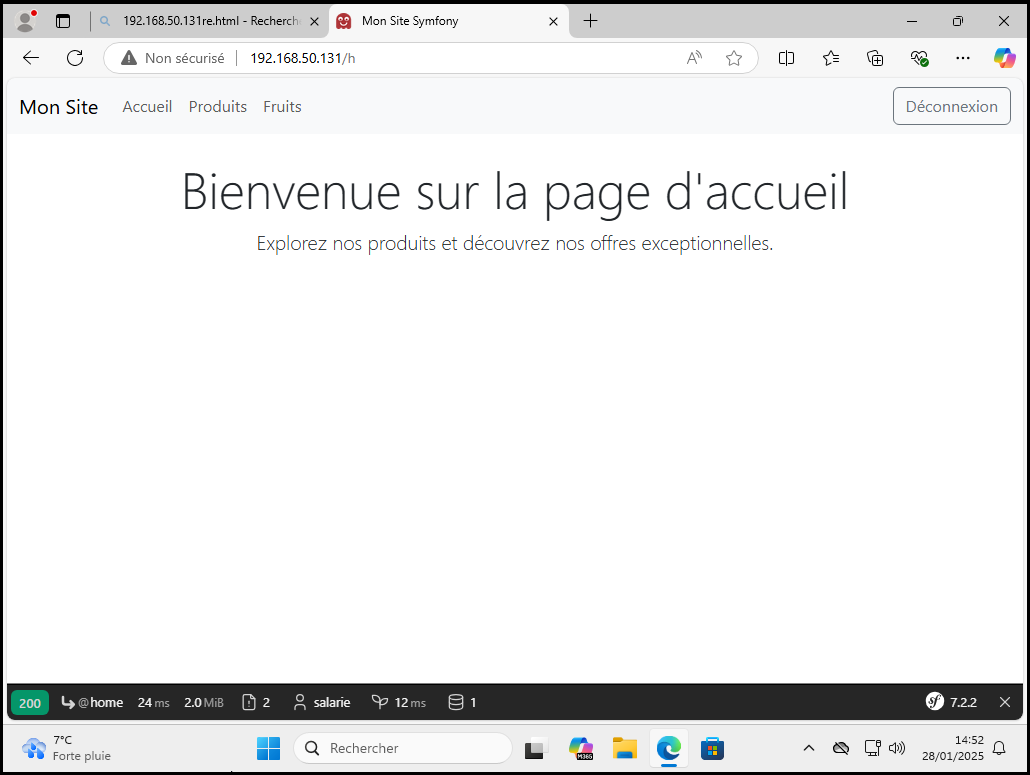 192.168.50.131re.html - Recherch
Mon Site Symfony
Non sécurisé
192.168.50.131/h
Mon Site
Accueil
Produits
Fruits
Déconnexion
Bienvenue sur la page d'accueil
Explorez nos produits et découvrez nos offres exceptionnelles.
200
@home
24 ms
2.0 MiB
2
salarie
12 ms
1
sf
7.2.2
7°C
Forte pluie
Rechercher
M365
14:52
28/01/2025